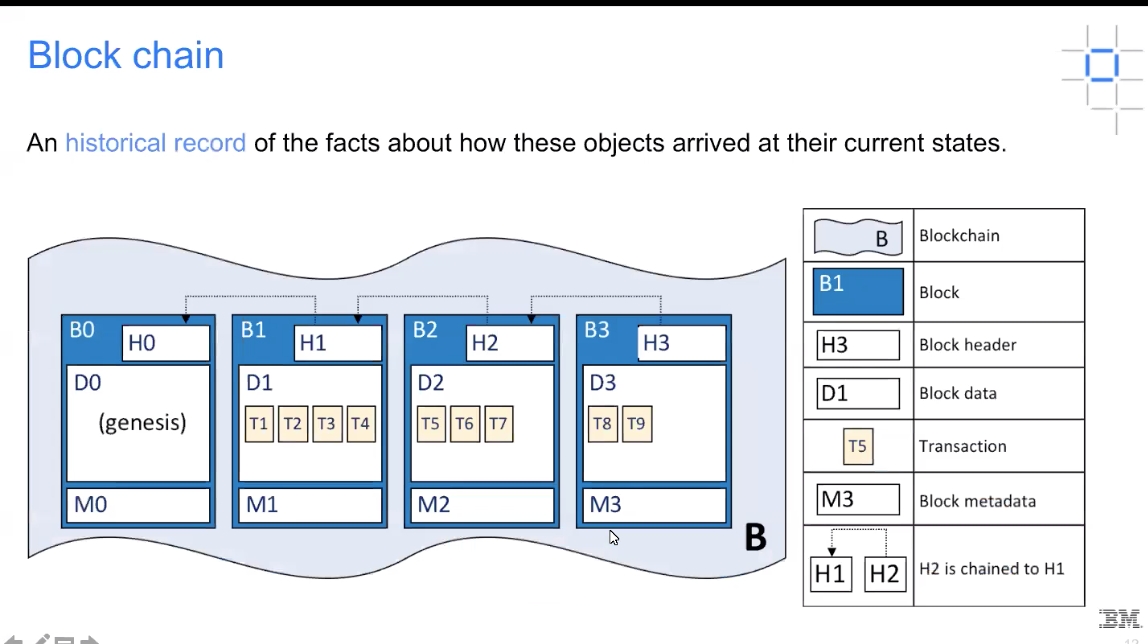 Block chain
An historical record of the facts about how these objects arrived at their current states.
B0
H0
D0
(genesis)
M0
B1
H1
D1
T1 T2 T3 T4
M1
B2
H2
D2
T5 T6 T7
M2
B3
H3
D3
T8 T9
M3
B
B Blockchain
B1 Block
H3 Block header
D1 Block data
T5 Transaction
M3 Block metadata
H1 H2 H2 is chained to H1
IBM